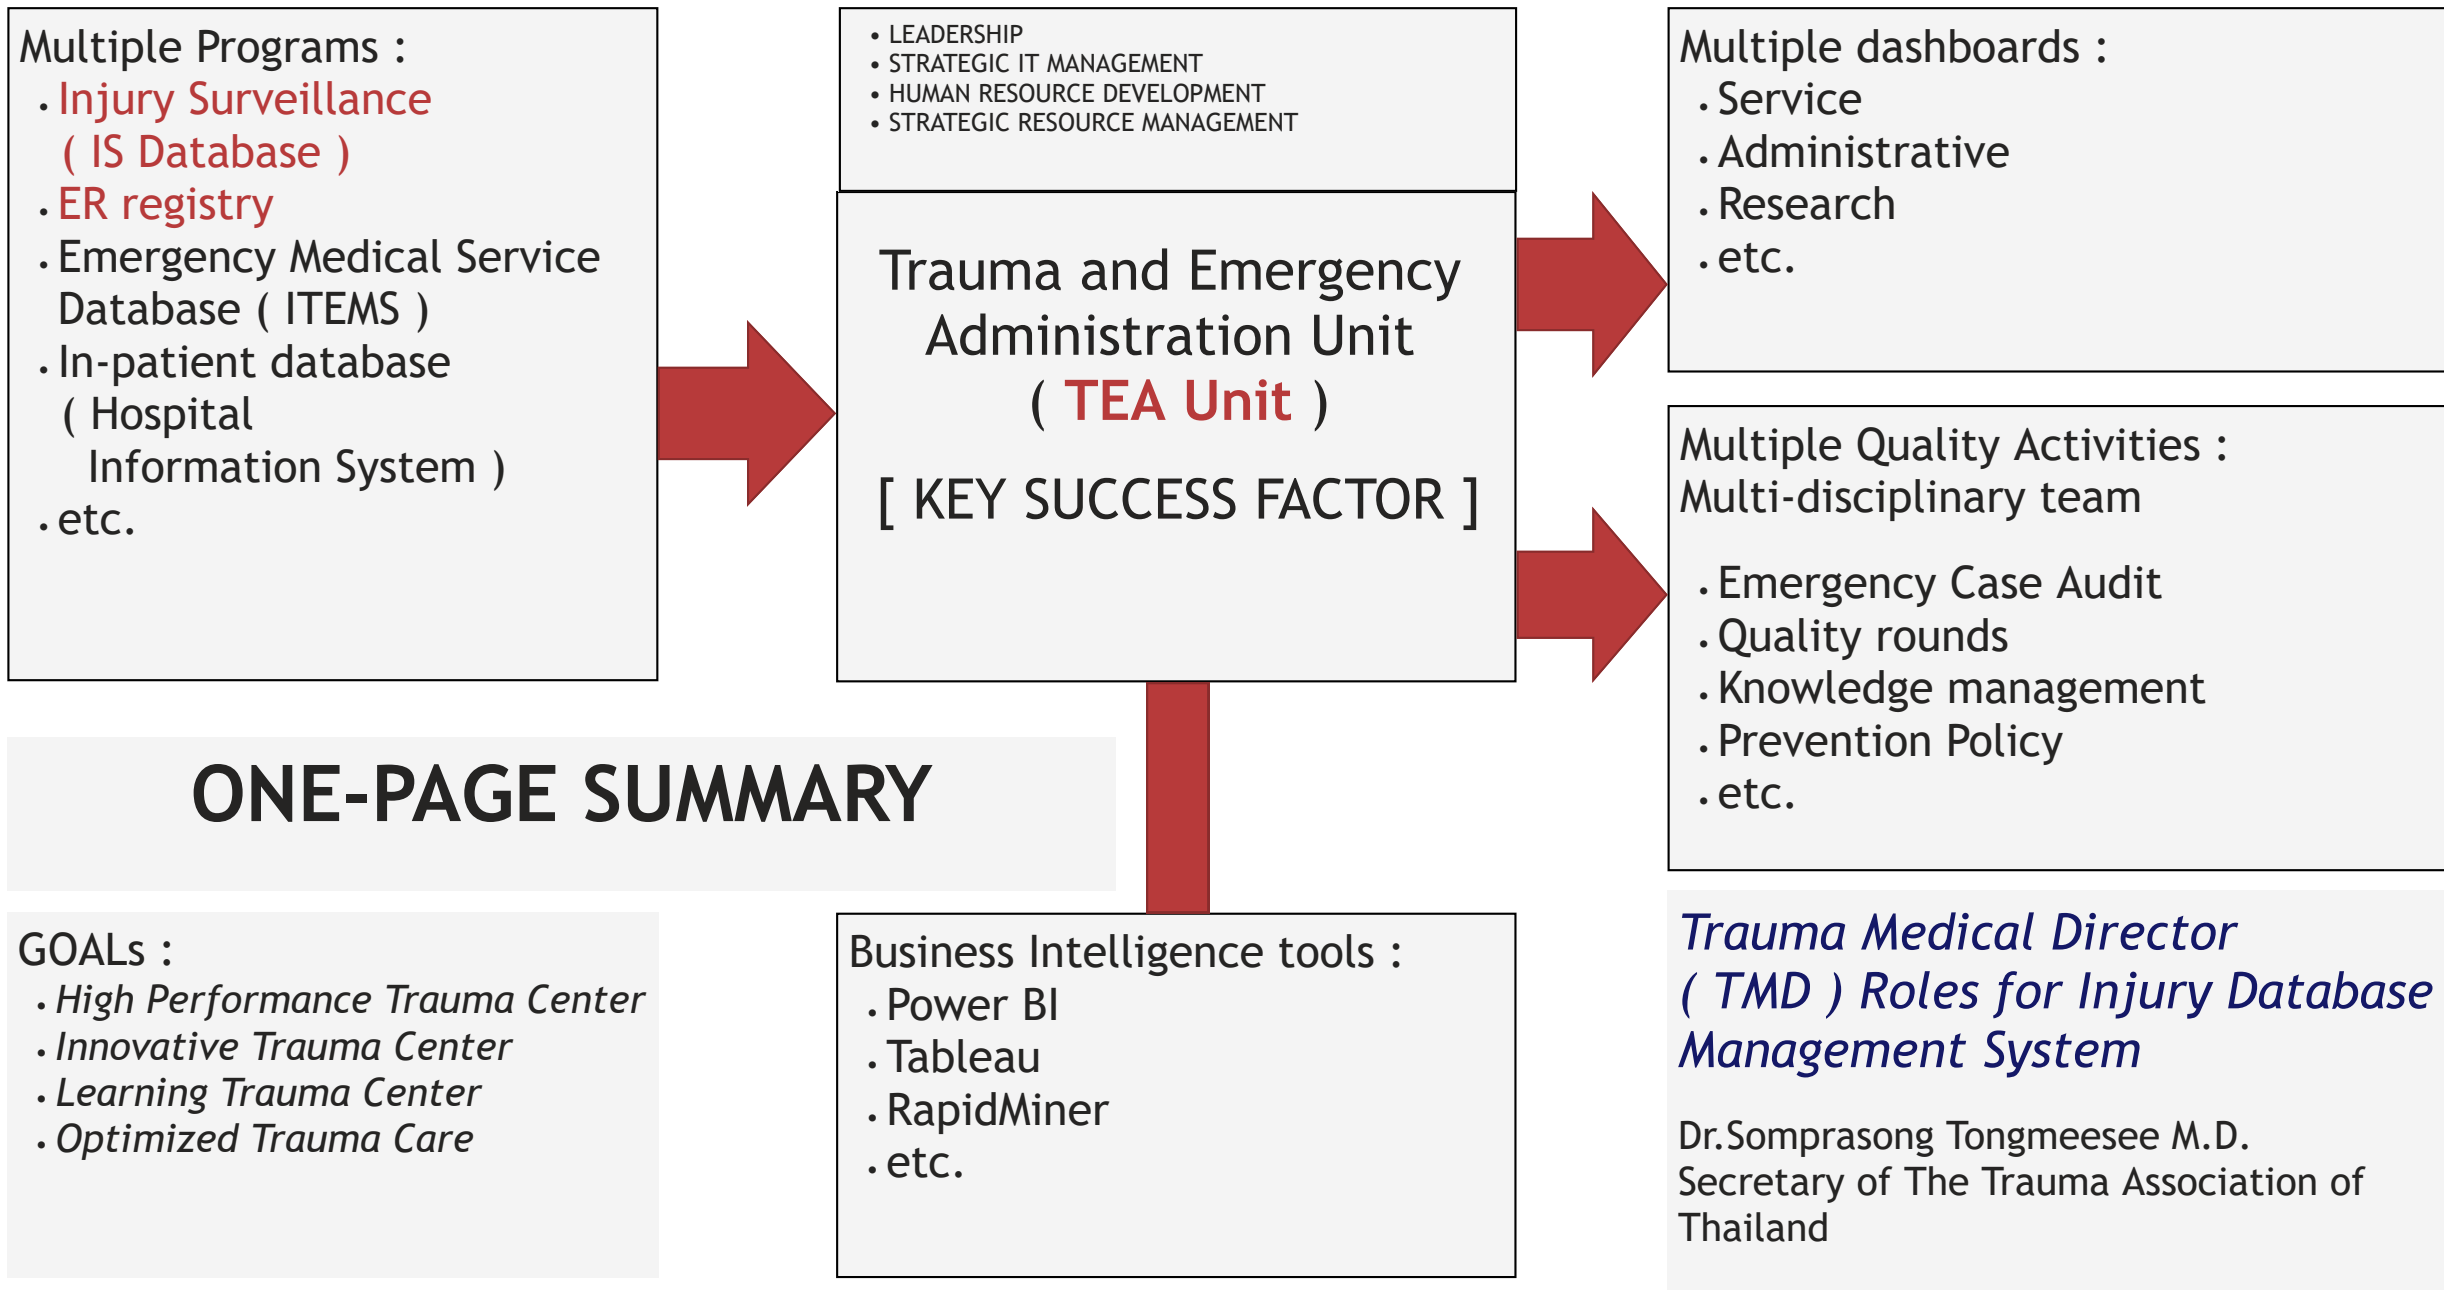 Multiple Programs :
• Injury Surveillance
( IS Database )
• ER registry
• Emergency Medical Service
Database ( ITEMS )
• In-patient database
( Hospital
Information System )
• etc.
• LEADERSHIP
• STRATEGIC IT MANAGEMENT
• HUMAN RESOURCE DEVELOPMENT
• STRATEGIC RESOURCE MANAGEMENT
Trauma and Emergency
Administration Unit
( TEA Unit )
[ KEY SUCCESS FACTOR ]
Multiple dashboards :
• Service
• Administrative
• Research
• etc.
Multiple Quality Activities :
Multi-disciplinary team
• Emergency Case Audit
• Quality rounds
• Knowledge management
• Prevention Policy
• etc.
ONE-PAGE SUMMARY
GOALs :
• High Performance Trauma Center
• Innovative Trauma Center
• Learning Trauma Center
• Optimized Trauma Care
Business Intelligence tools :
• Power BI
• Tableau
• RapidMiner
• etc.
Trauma Medical Director
( TMD ) Roles for Injury Database
Management System
Dr.Somprasong Tongmeesee M.D.
Secretary of The Trauma Association of
Thailand